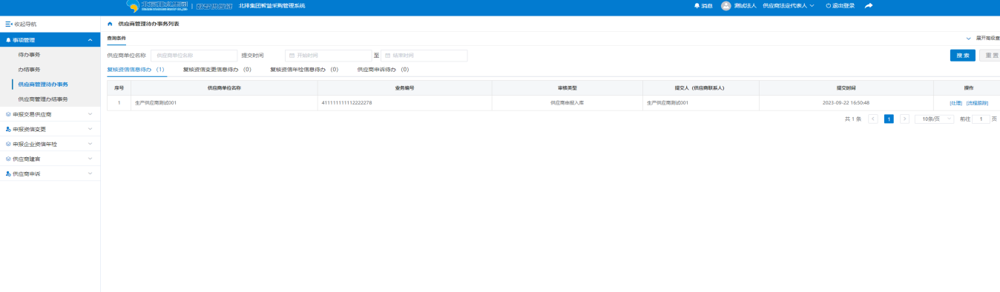 北京排水集团 | 数智供应链 北排集团智慧采购管理系统 消息 测试法人 供应商法定代表人 退出登录
收起导航
供应商管理待办事务列表
事项管理
待办事务
办结事务
供应商管理待办事务
供应商管理办结事务
申报交易供应商
申报资信变更
申报企业资信年检
供应商建言
供应商申诉
查询条件 展开高级查
供应商单位名称 供应商单位名称 提交时间 开始时间 至 结束时间 搜索 重置
复核资信信息待办 (1) 复核资信变更信息待办 (0) 复核资信年检信息待办 (0) 供应商申诉待办 (0)
序号 供应商单位名称 业务编号 审核类型 提交人 (供应商联系人) 提交时间 操作
1 生产供应商测试001 411111111112222278 供应商申报入库 生产供应商测试001 2023-09-22 16:50:48 [处理] [流程跟踪]
共 1 条 < 1 > 10条/页 前往 1 页